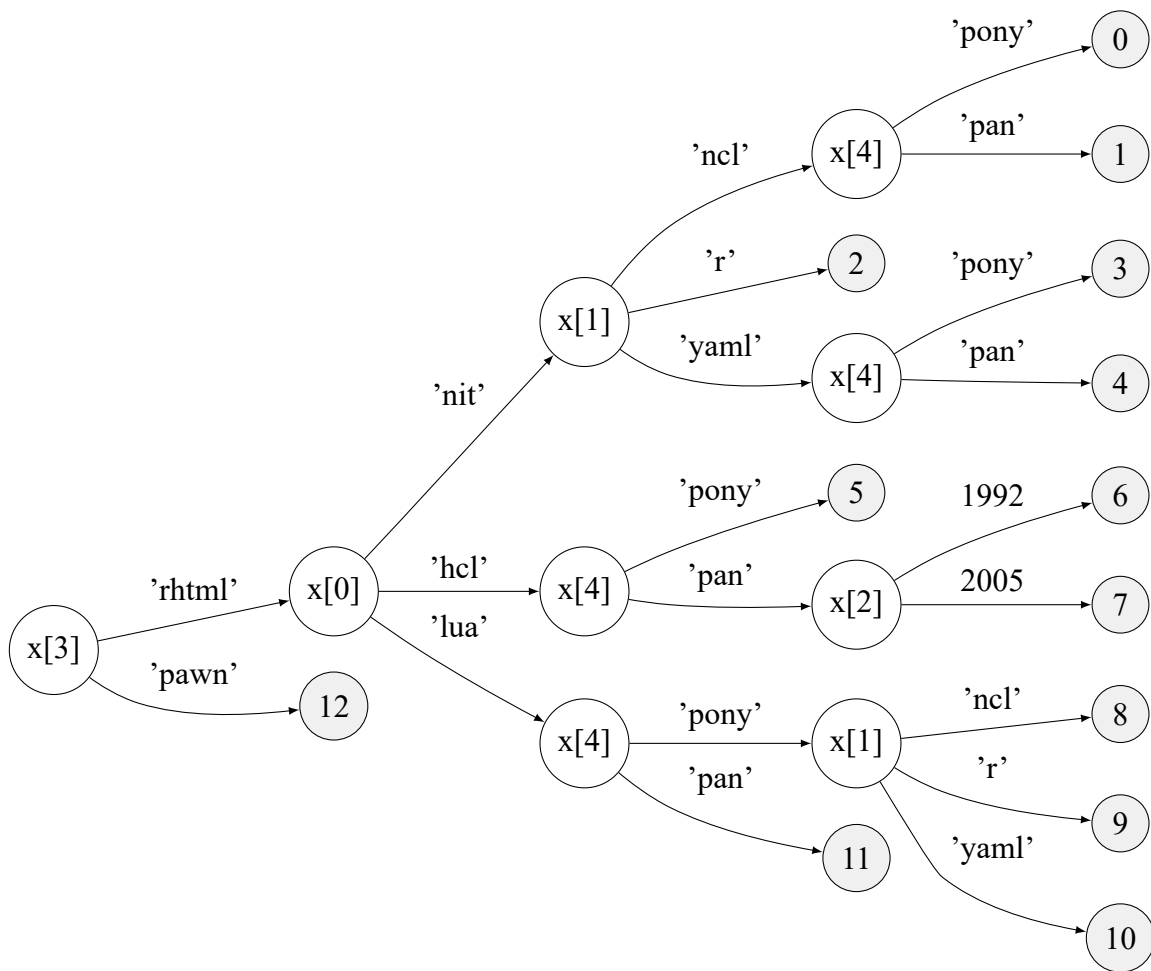 ’pony’
0
’pan’
’ncl’
x[4]
1
’r’
2
’pony’
3
x[1]
’yaml’
’pan’
x[4]
4
’nit’
’pony’
5
1992
6
’rhtml’
x[0]
’hcl’
x[4]
’pan’
x[2]
2005
7
’lua’
x[3]
’pawn’
12
’pony’
’ncl’
8
x[4]
x[1]
’r’
’pan’
9
’yaml’
11
10